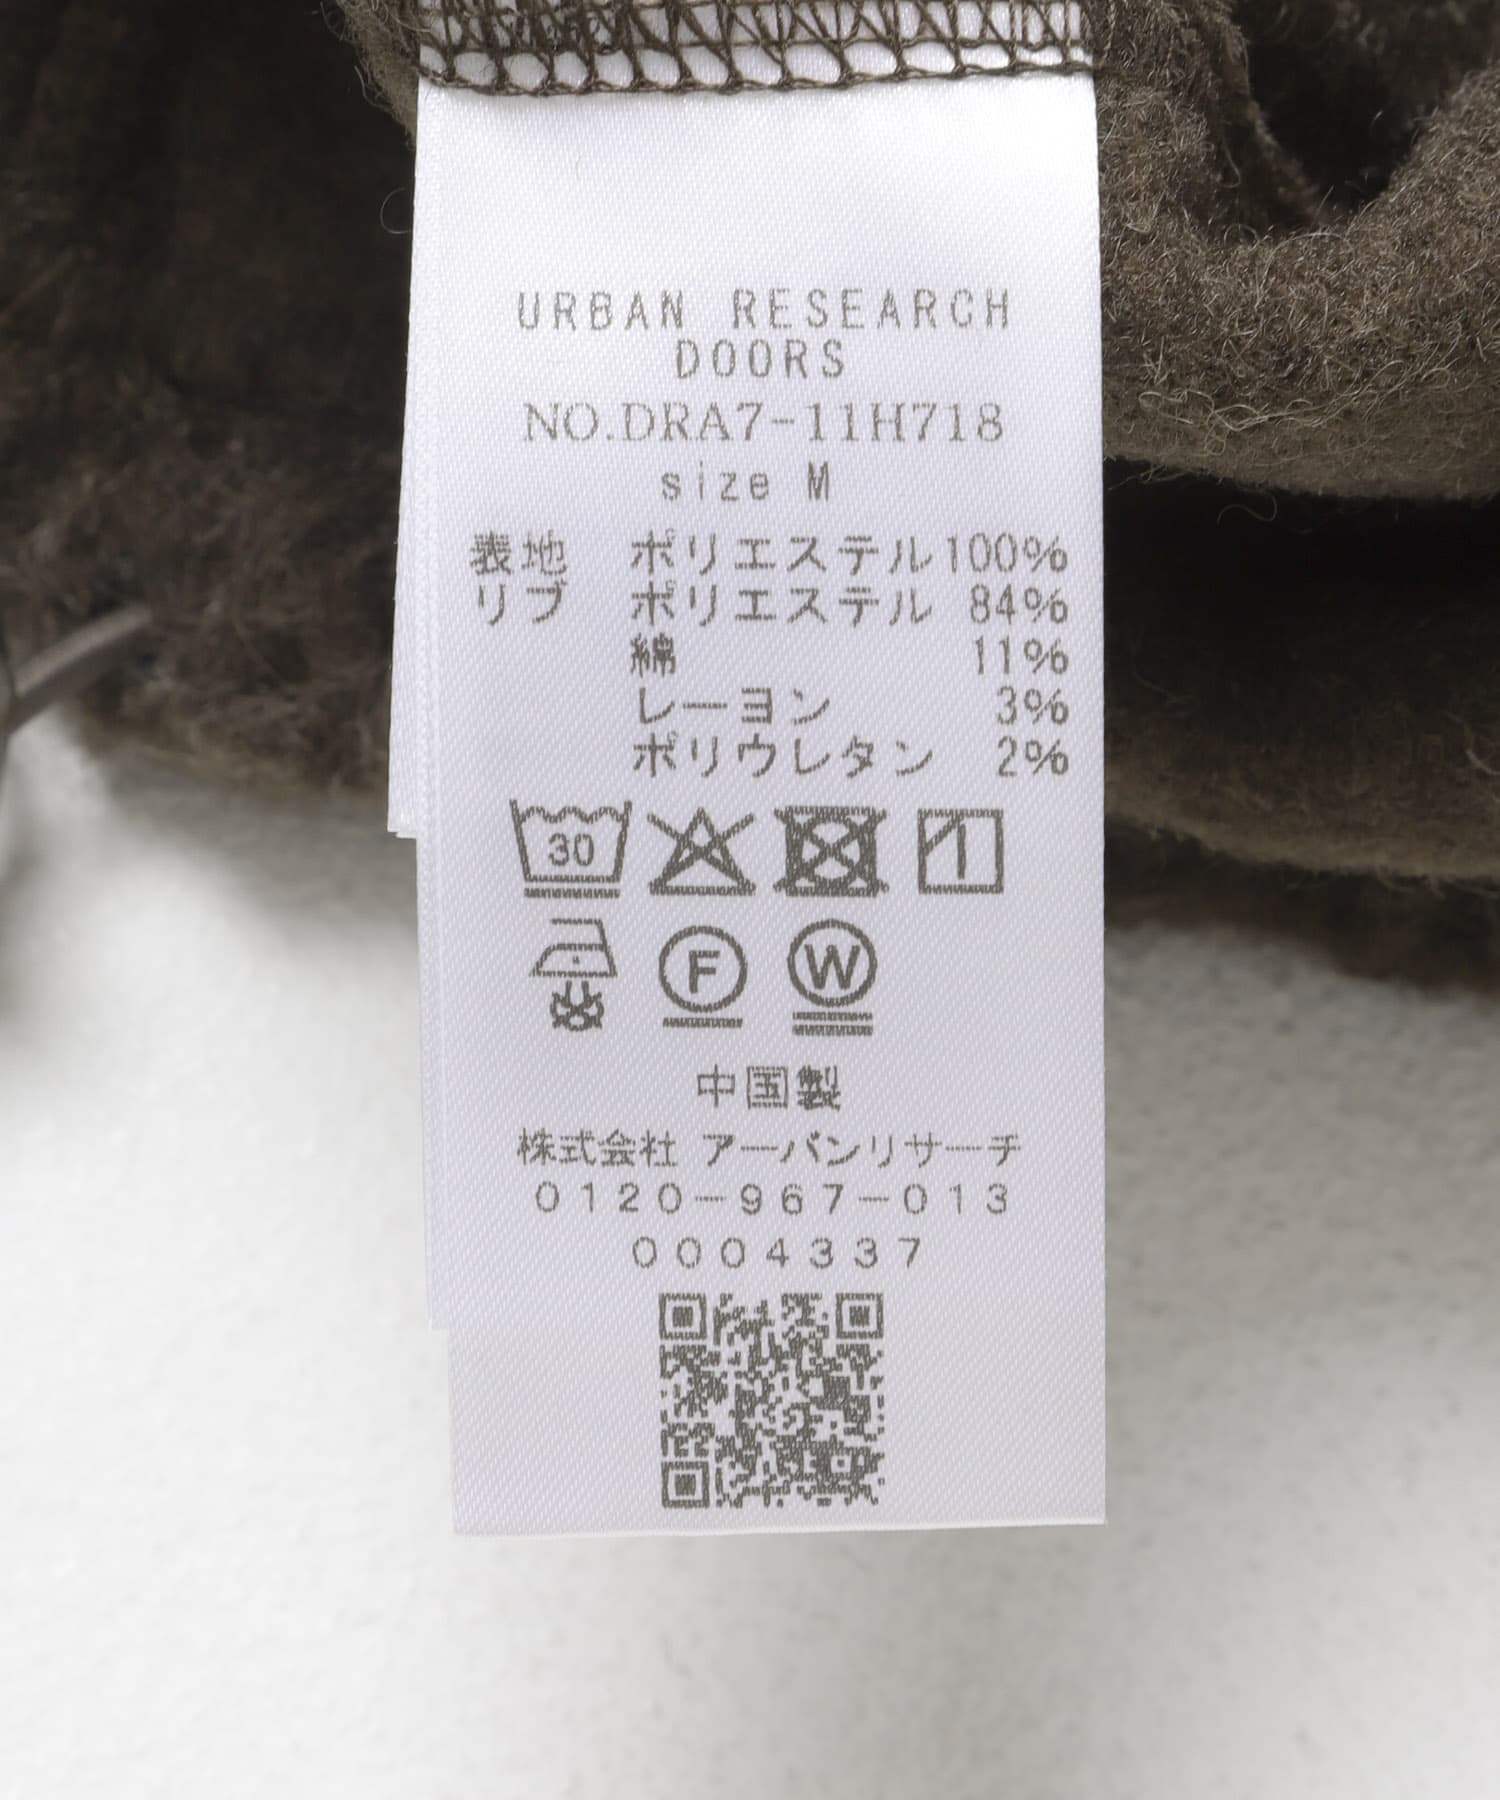 URBAN RESEARCH
DOORS
NO.DRA7-11H718
size M
表地 ポリエステル 100%
リブ ポリエステル 84%
綿 11%
レーヨン 3%
ポリウレタン 2%
30
F W
中国製
株式会社 アーバンリサーチ
0120-967-013
0004337